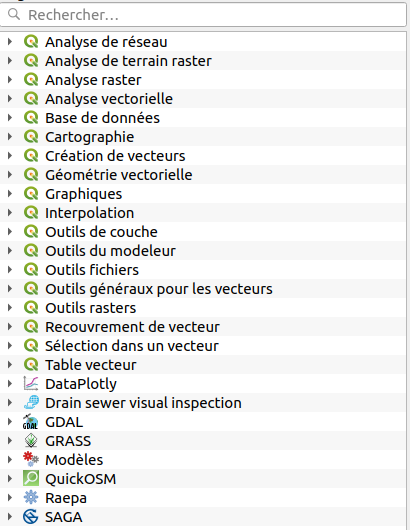 Rechercher…
Analyse de réseau
Analyse de terrain raster
Analyse raster
Analyse vectorielle
Base de données
Cartographie
Création de vecteurs
Géométrie vectorielle
Graphiques
Interpolation
Outils de couche
Outils du modeleur
Outils fichiers
Outils généraux pour les vecteurs
Outils rasters
Recouvrement de vecteur
Sélection dans un vecteur
Table vecteur
DataPlotly
Drain sewer visual inspection
GDAL GDAL
GRASS
Modèles
QuickOSM
Raepa
SAGA